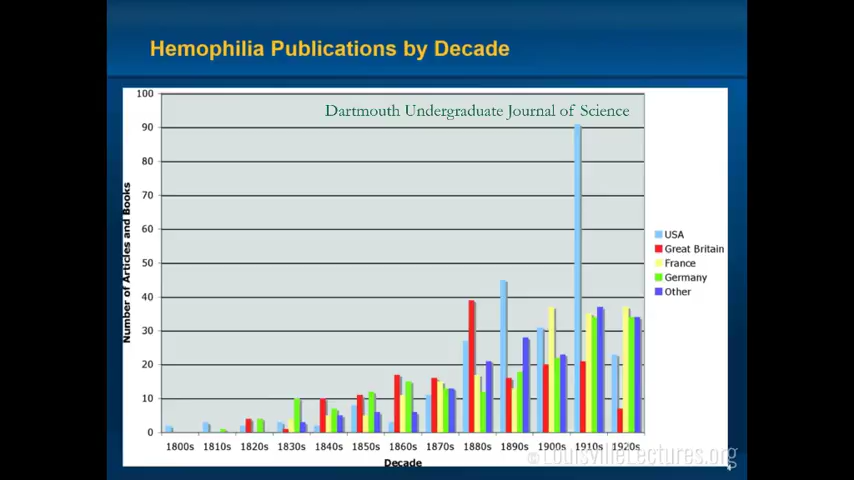 Hemophilia Publications by Decade
Dartmouth Undergraduate Journal of Science
100
90
80
70
60
50
40
30
20
10
0
Number of Articles and Books
1800s 1810s 1820s 1830s 1840s 1850s 1860s 1870s 1880s 1890s 1900s 1910s 1920s
Decade
USA
Great Britain
France
Germany
Other
©LouisvilleLectures.org